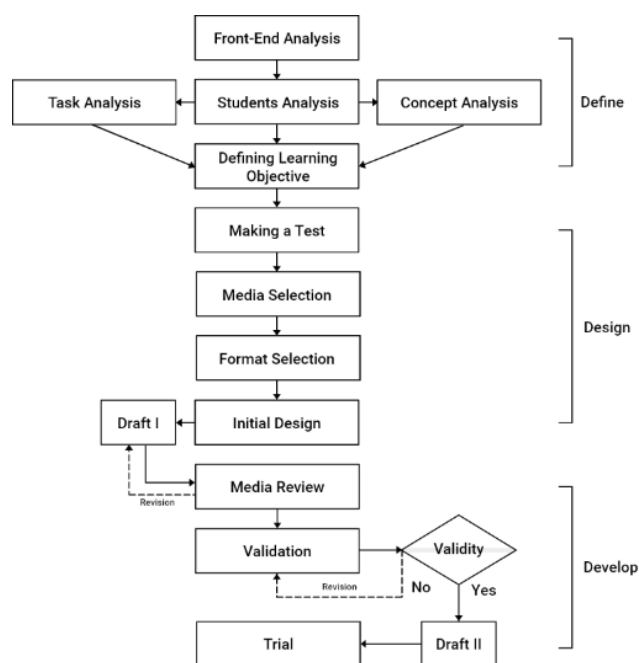 Front-End Analysis
Task Analysis
Students Analysis
Concept Analysis
Define
Defining Learning
Objective
Making a Test
Media Selection
Design
Format Selection
Draft I
Initial Design
Media Review
Revision
Validation
Validity
Develop
Revision
No
Yes
Trial
Draft II